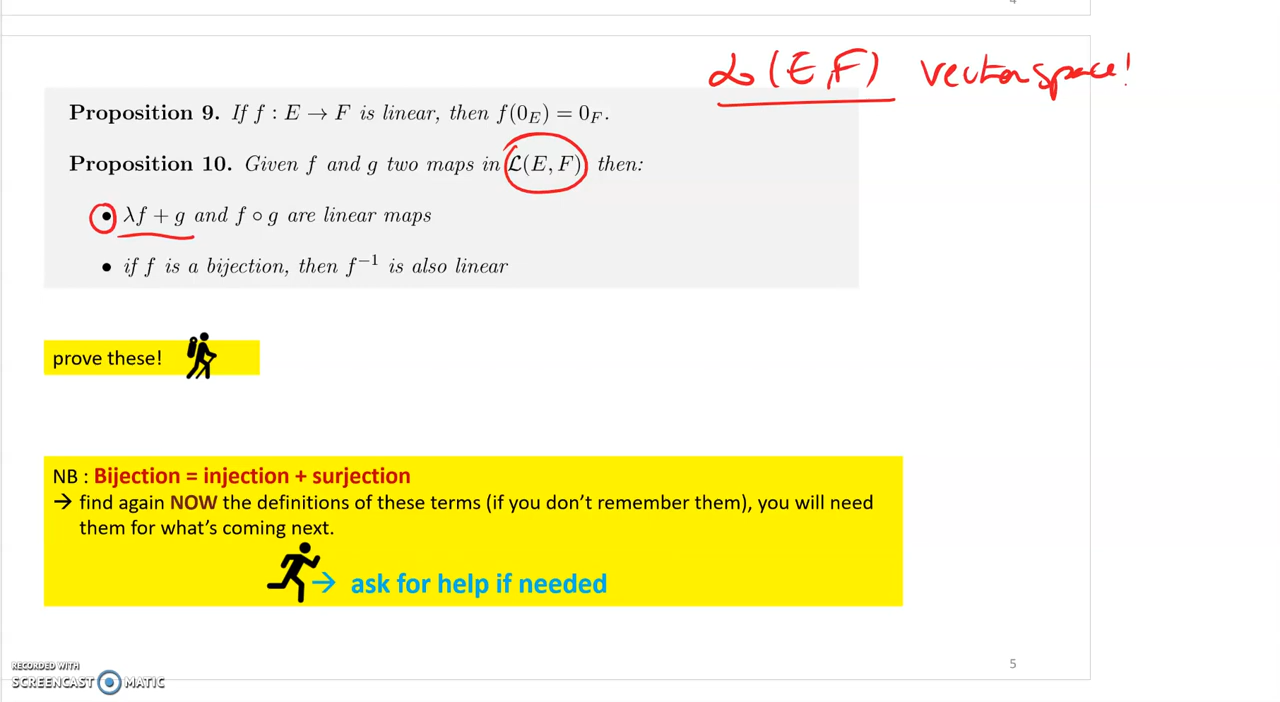 4
ℒ(E,F) vector space!
Proposition 9. If f : E → F is linear, then f(0_E) = 0_F.
Proposition 10. Given f and g two maps in ℒ(E, F) then:
• λf + g and f ∘ g are linear maps
• if f is a bijection, then f⁻¹ is also linear
prove these!
NB : Bijection = injection + surjection
→ find again NOW the definitions of these terms (if you don't remember them), you will need
them for what's coming next.
→ ask for help if needed
5
RECORDED WITH
SCREENCAST MATIC